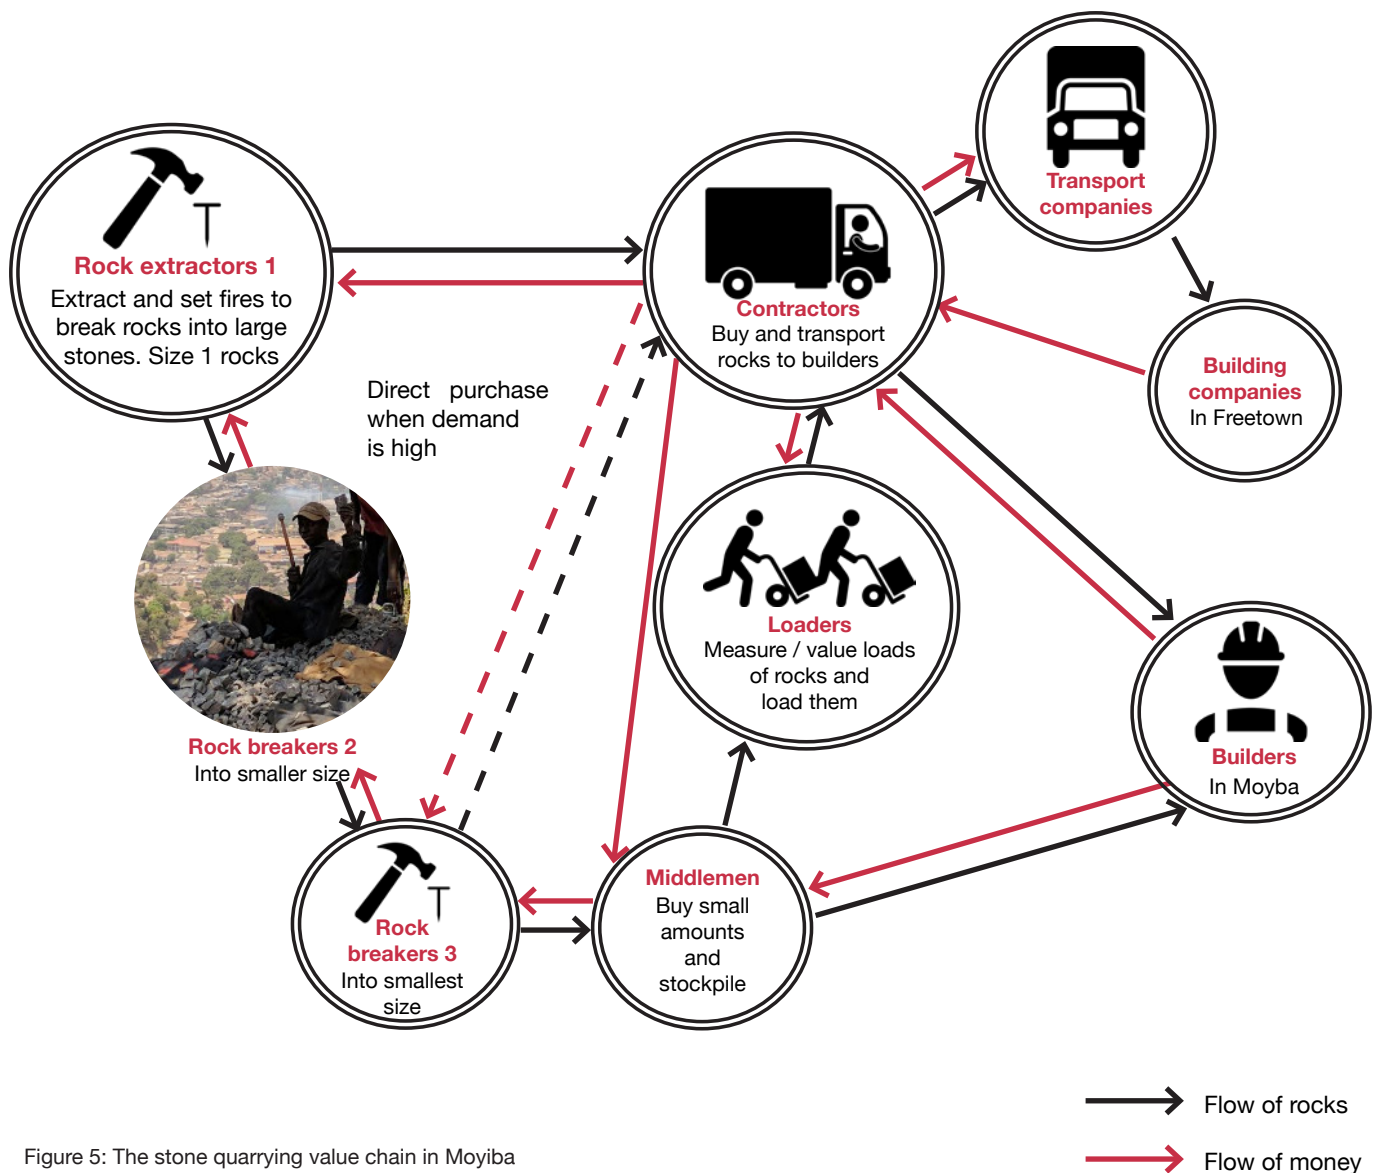 Transport
companies
Rock extractors 1
Extract and set fires to
break rocks into large
stones. Size 1 rocks
Contractors
Buy and transport
rocks to builders
Building
companies
In Freetown
Direct purchase
when demand
is high
Loaders
Measure / value loads
of rocks and
load them
Rock breakers 2
Into smaller size
Builders
In Moyba
Rock
breakers 3
Into smallest
size
Middlemen
Buy small
amounts
and
stockpile
Flow of rocks
Flow of money
Figure 5: The stone quarrying value chain in Moyiba